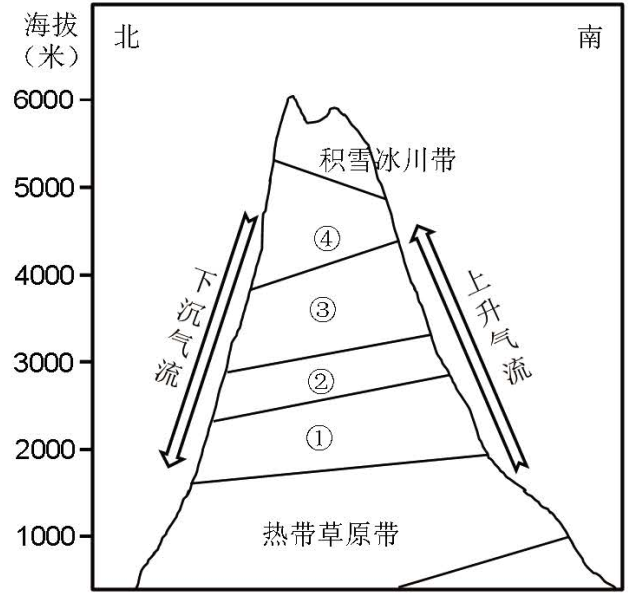 海拔
（米）
北
南
6000
积雪冰川带
5000
④
4000
下沉气流
上升气流
③
3000
②
①
2000
热带草原带
1000